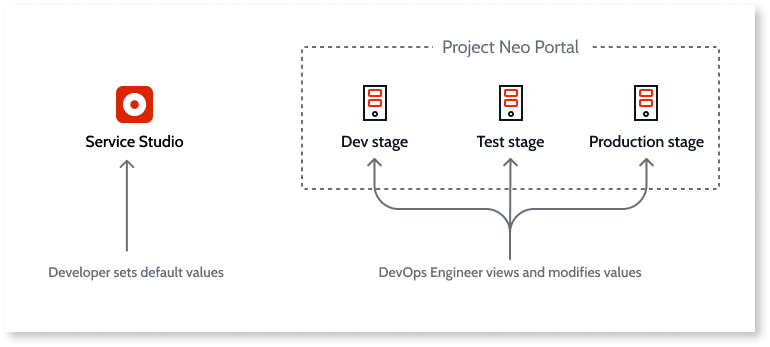 Project Neo Portal
Service Studio
Dev stage
Test stage
Production stage
Developer sets default values
DevOps Engineer views and modifies values